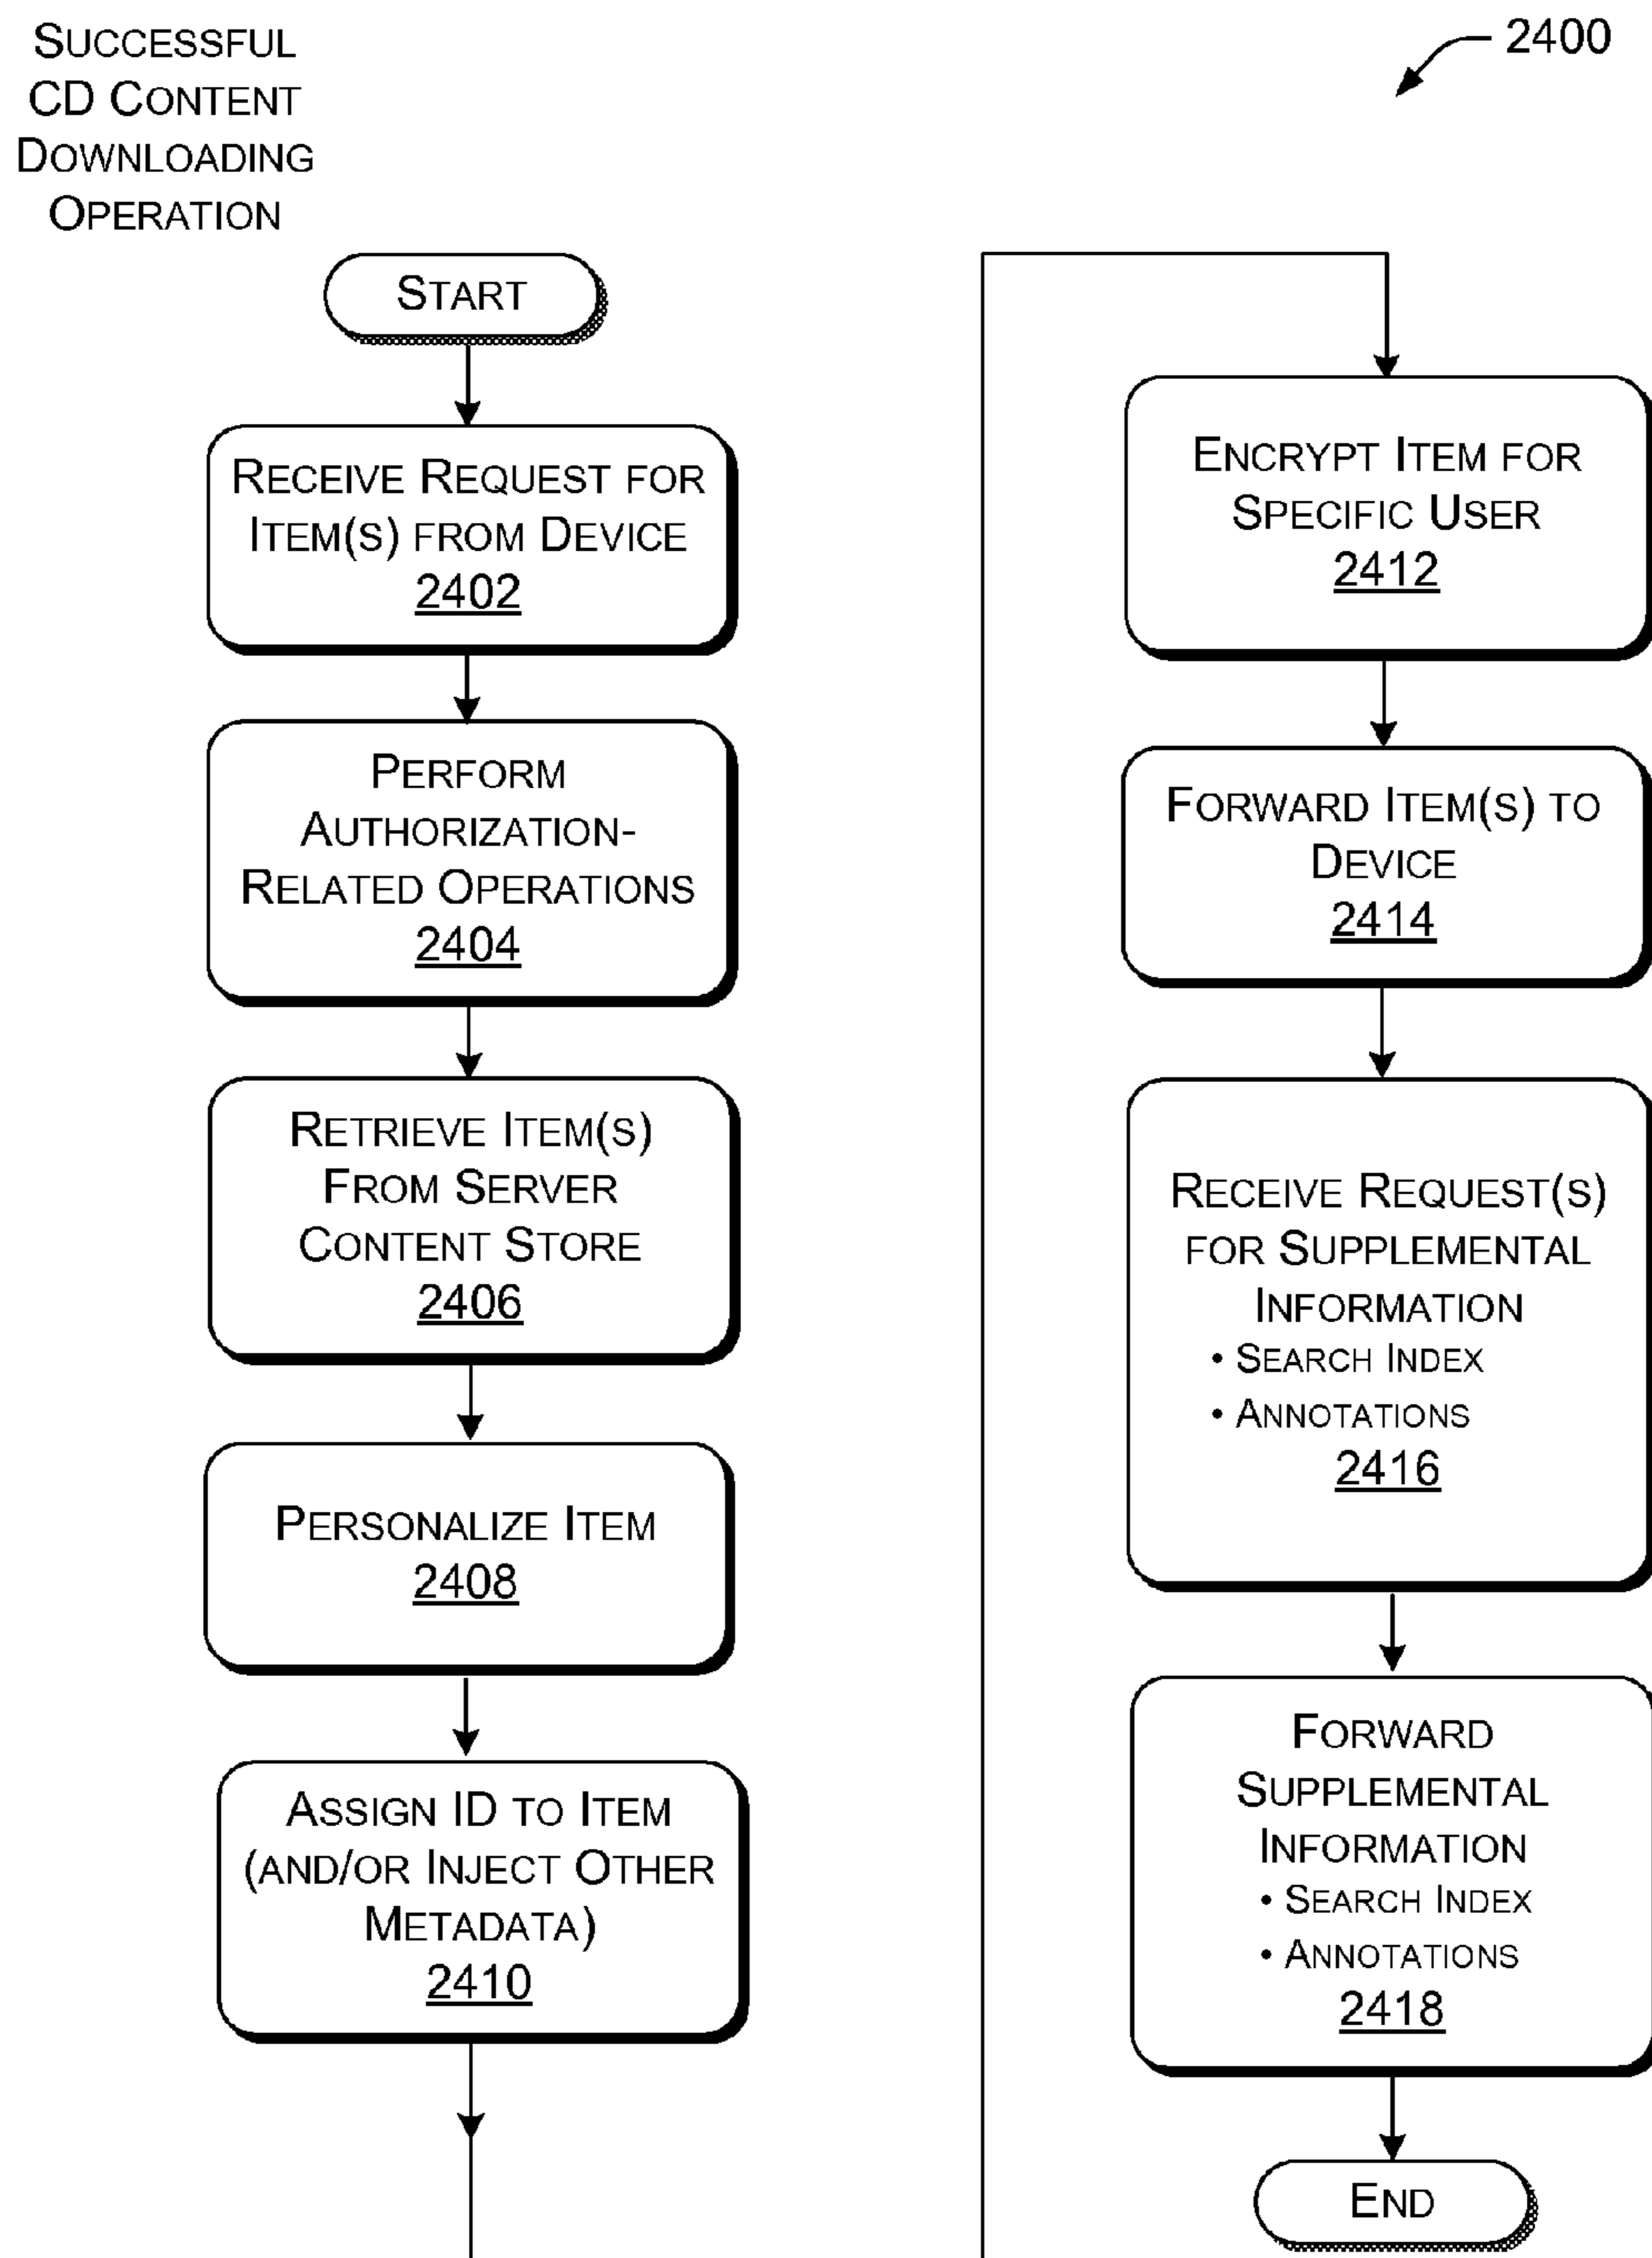 SUCCESSFUL
CD CONTENT
DOWNLOADING
OPERATION
2400
START
RECEIVE REQUEST FOR
ITEM(S) FROM DEVICE
2402
PERFORM
AUTHORIZATION-
RELATED OPERATIONS
2404
RETRIEVE ITEM(S)
FROM SERVER
CONTENT STORE
2406
PERSONALIZE ITEM
2408
ASSIGN ID TO ITEM
(AND/OR INJECT OTHER
METADATA)
2410
ENCRYPT ITEM FOR
SPECIFIC USER
2412
FORWARD ITEM(S) TO
DEVICE
2414
RECEIVE REQUEST(S)
FOR SUPPLEMENTAL
INFORMATION
• SEARCH INDEX
• ANNOTATIONS
2416
FORWARD
SUPPLEMENTAL
INFORMATION
• SEARCH INDEX
• ANNOTATIONS
2418
END